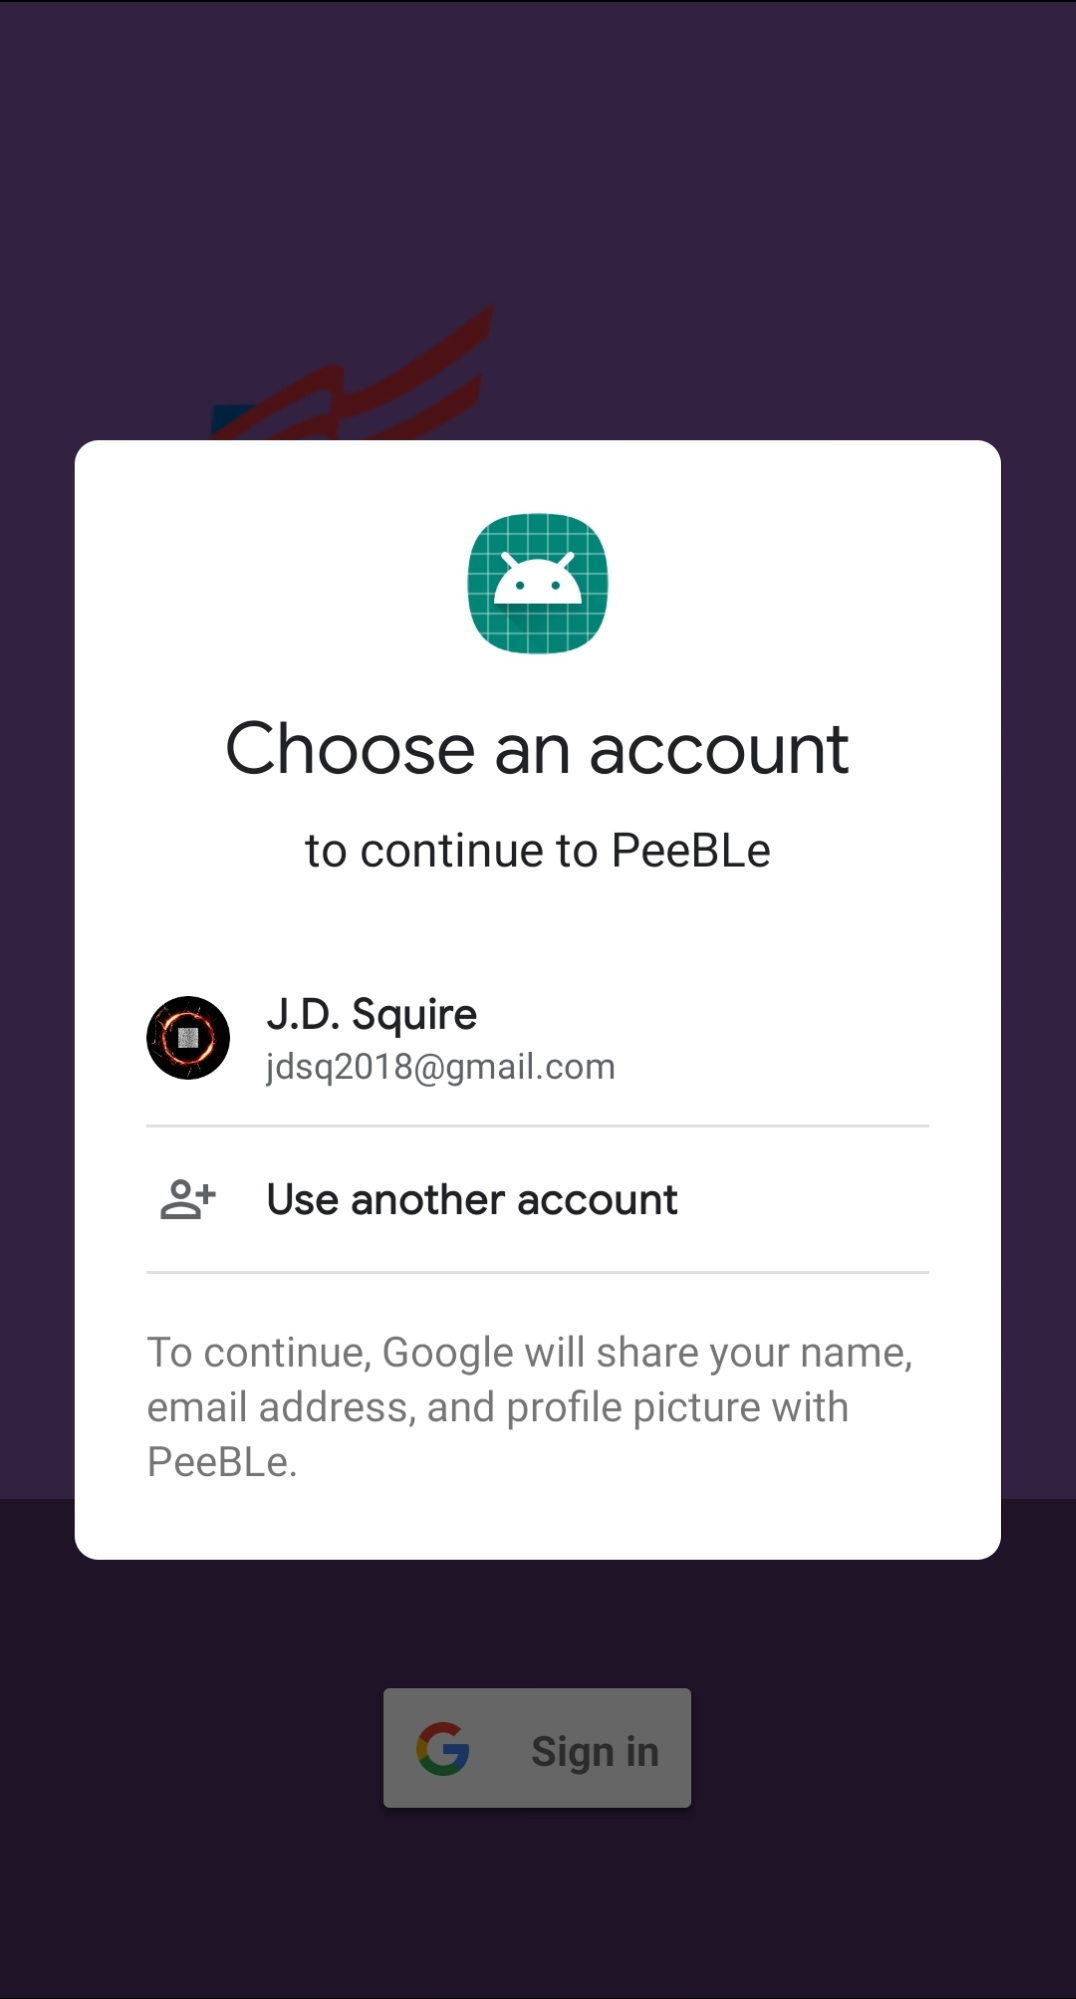 Choose an account
to continue to PeeBLe
J.D. Squire
jdsq2018@gmail.com
Use another account
To continue, Google will share your name,
email address, and profile picture with
PeeBLe.
Sign in